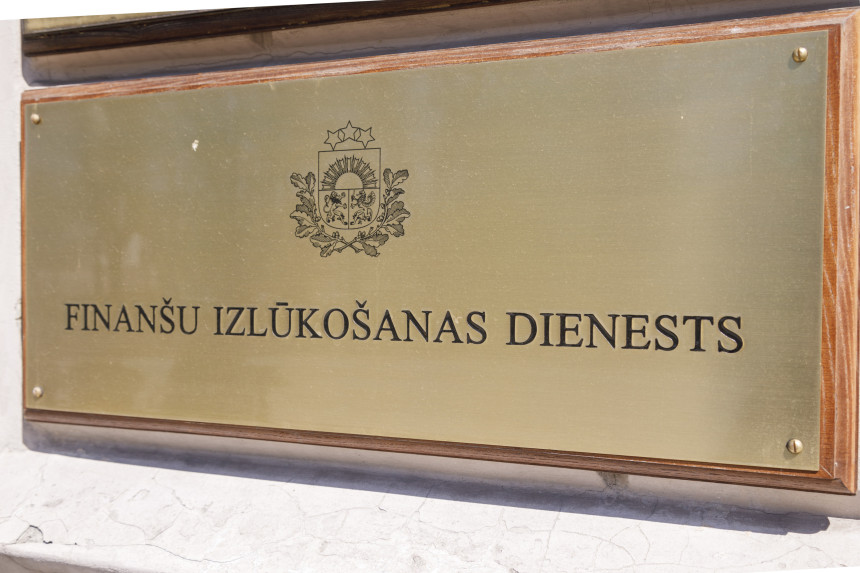 FINANŠU IZLŪKOŠANAS DIENESTS